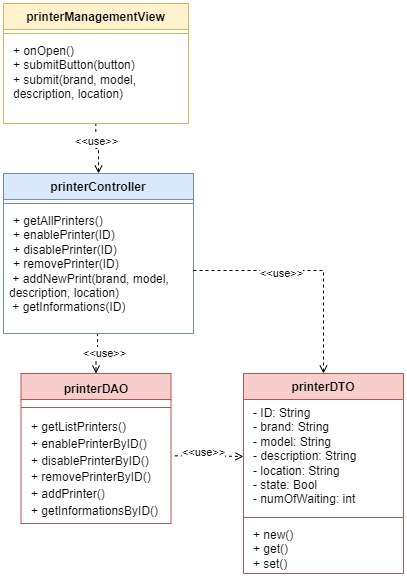 printerManagementView
+ onOpen()
+ submitButton(button)
+ submit(brand, model,
description, location)
<<use>>
printerController
+ getAllPrinters()
+ enablePrinter(ID)
+ disablePrinter(ID)
+ removePrinter(ID)
+ addNewPrint(brand, model,
description, location)
+ getInformations(ID)
<<use>>
<<use>>
printerDAO
+ getListPrinters()
+ enablePrinterByID()
+ disablePrinterByID()
+ removePrinterByID()
+ addPrinter()
+ getInformationsByID()
<<use>>
printerDTO
- ID: String
- brand: String
- model: String
- description: String
- location: String
- state: Bool
- numOfWaiting: int
+ new()
+ get()
+ set()